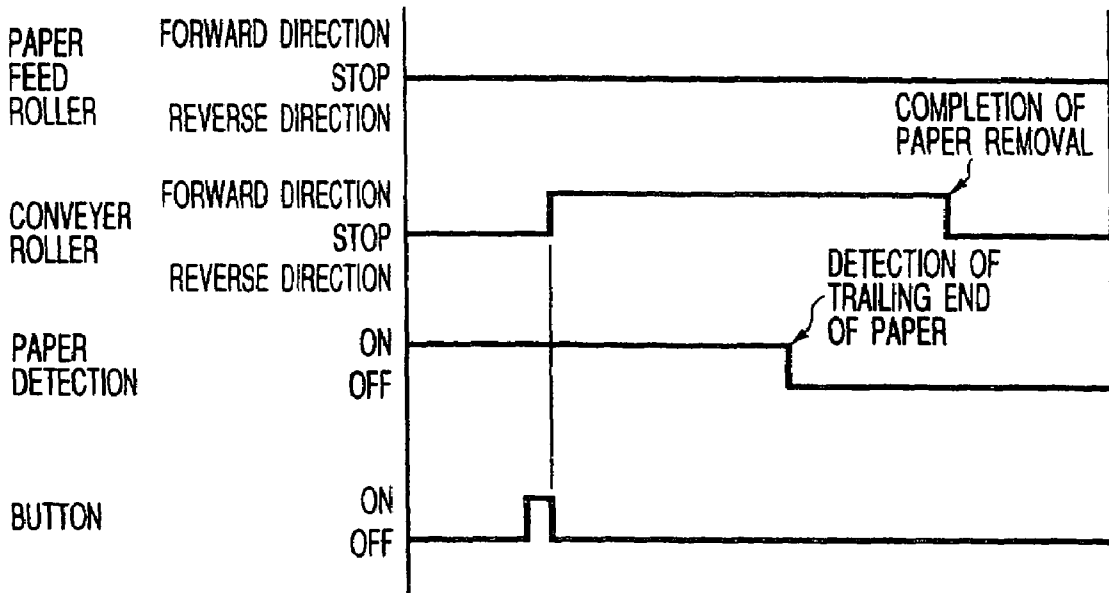 PAPER
FEED
ROLLER
FORWARD DIRECTION
STOP
REVERSE DIRECTION
COMPLETION OF
PAPER REMOVAL
CONVEYER
ROLLER
FORWARD DIRECTION
STOP
REVERSE DIRECTION
DETECTION OF
TRAILING END
OF PAPER
PAPER
DETECTION
ON
OFF
BUTTON
ON
OFF